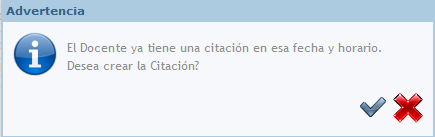 Advertencia
El Docente ya tiene una citación en esa fecha y horario.
Desea crear la Citación?